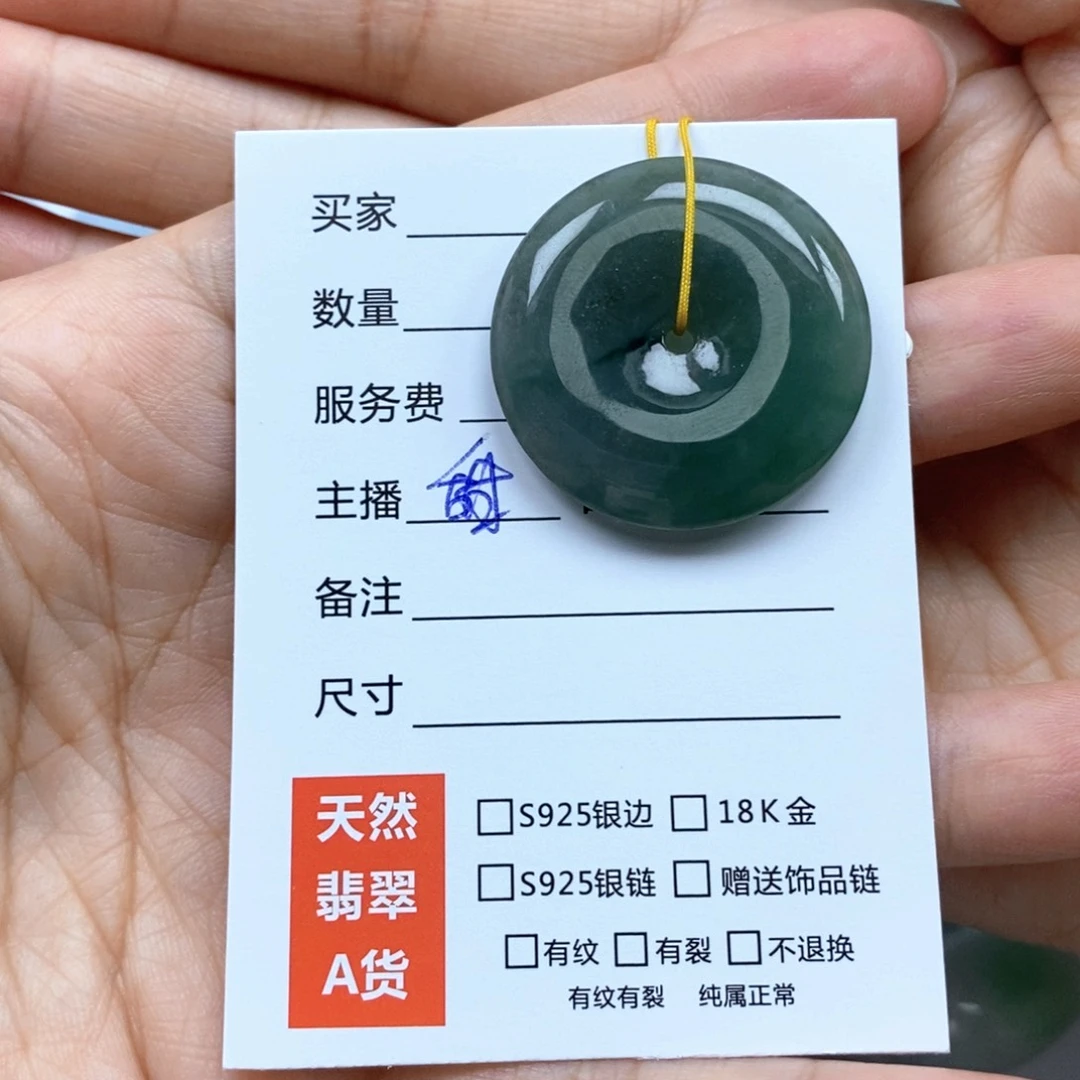 买家
数量
服务费
主播
备注
尺寸
天然
翡翠
A货
□S925银边 □18K金
□S925银链 □赠送饰品链
□有纹 □有裂 □不退换
有纹有裂 纯属正常